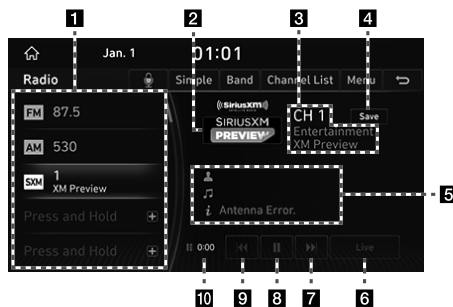 1
2
3
4
Jan. 1
01:01
Radio
Simple
Band
Channel List
Menu
FM 87.5
AM 530
SXM 1
XM Preview
Press and Hold
Press and Hold
((SiriusXM))
SATELLITE RADIO
SIRIUSXM
PREVIEW
CH 1
Save
Entertainment
XM Preview
i Antenna Error.
5
0:00
Live
10
9
8
7
6